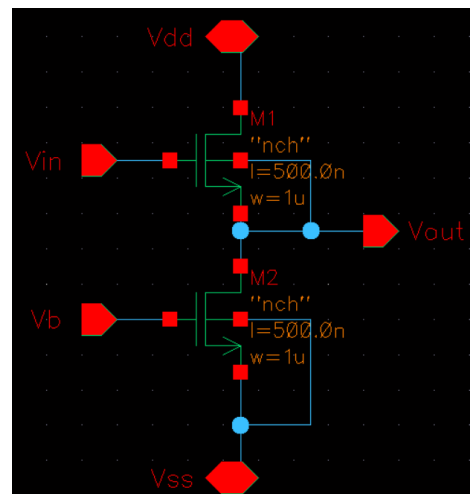 Vdd
M1
"nch"
Vin
l=500.0n
w=1u
Vout
M2
"nch"
Vb
l=500.0n
w=1u
Vss